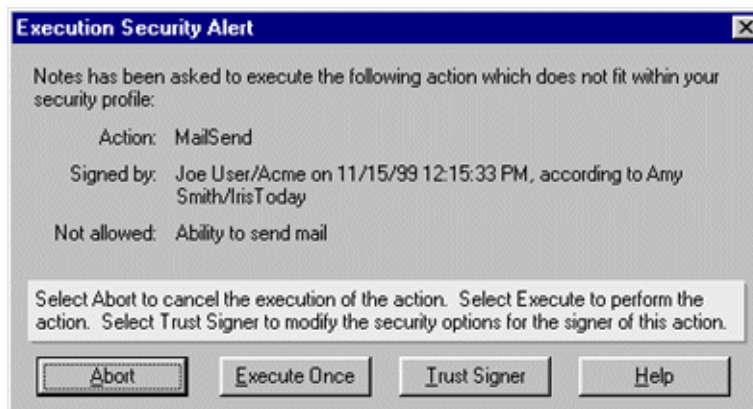 Execution Security Alert
Notes has been asked to execute the following action which does not fit within your
security profile:
Action: MailSend
Signed by: Joe User/Acme on 11/15/99 12:15:33 PM, according to Amy
Smith/IrisToday
Not allowed: Ability to send mail
Select Abort to cancel the execution of the action. Select Execute to perform the
action. Select Trust Signer to modify the security options for the signer of this action.
Abort Execute Once Trust Signer Help